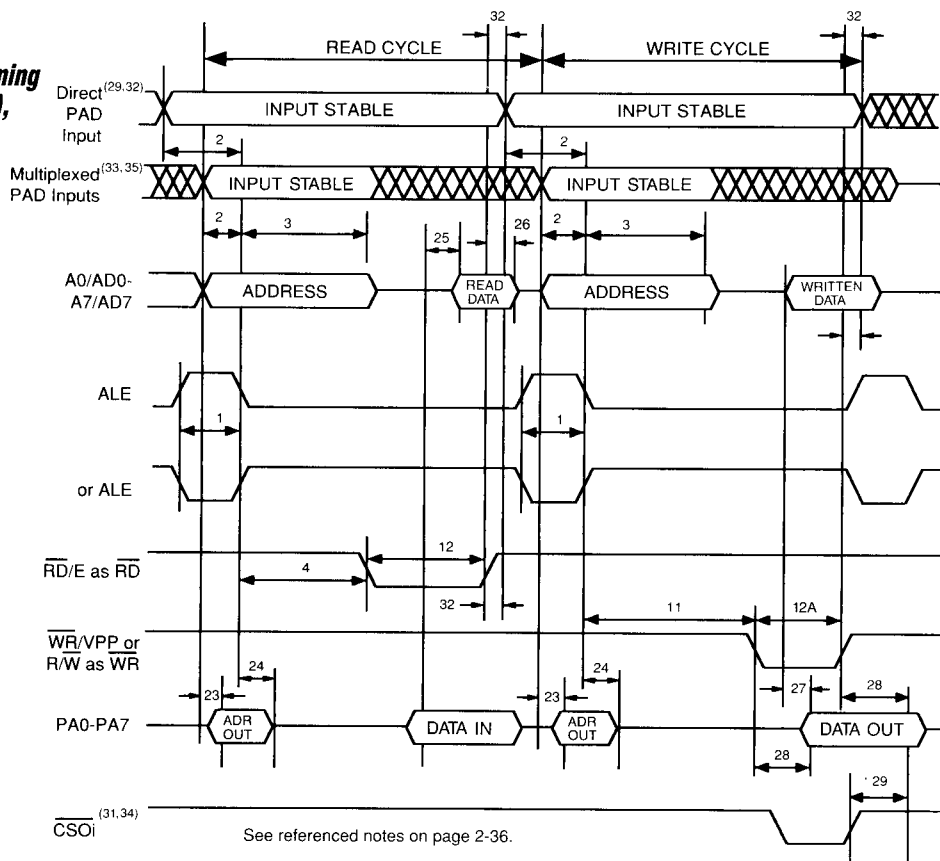 32 32
READ CYCLE WRITE CYCLE
ming
Direct (29,32)
PAD
Input
INPUT STABLE INPUT STABLE
2 2
Multiplexed (33,35)
PAD Inputs
INPUT STABLE INPUT STABLE
2 3 25 26 2 3
A0/AD0-
A7/AD7
ADDRESS READ
DATA ADDRESS WRITTEN
DATA
ALE
1 1
or ALE
12
RD/E as RD
4
32
11 12A
WR/VPP or
R/W as WR
23 24 23 24 27 28
PA0-PA7
ADR
OUT DATA IN ADR
OUT DATA OUT
28
29
CSOi (31,34)
See referenced notes on page 2-36.